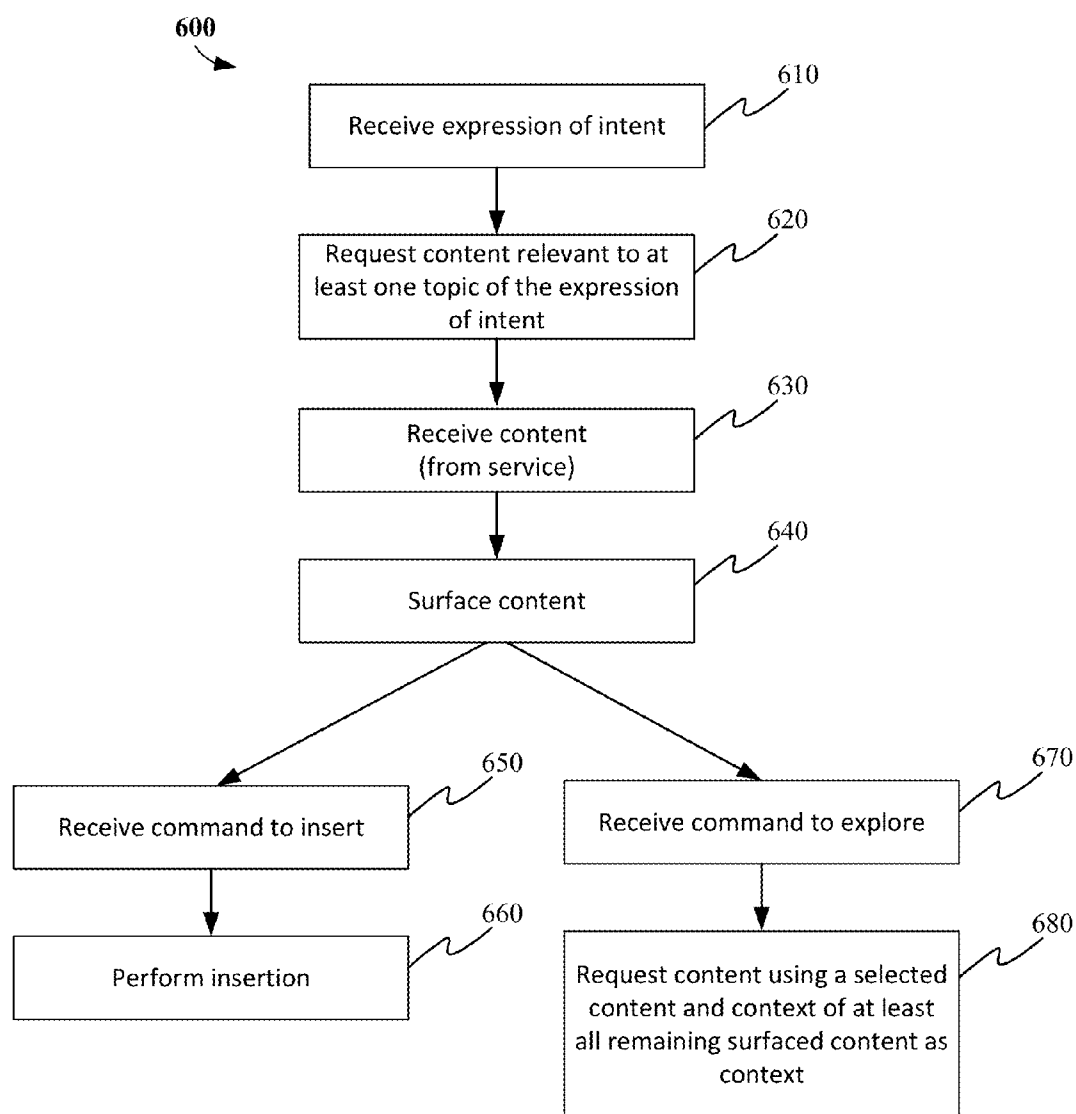 600
610
Receive expression of intent
620
Request content relevant to at
least one topic of the expression
of intent
630
Receive content
(from service)
640
Surface content
650
Receive command to insert
660
Perform insertion
670
Receive command to explore
680
Request content using a selected
content and context of at least
all remaining surfaced content as
context